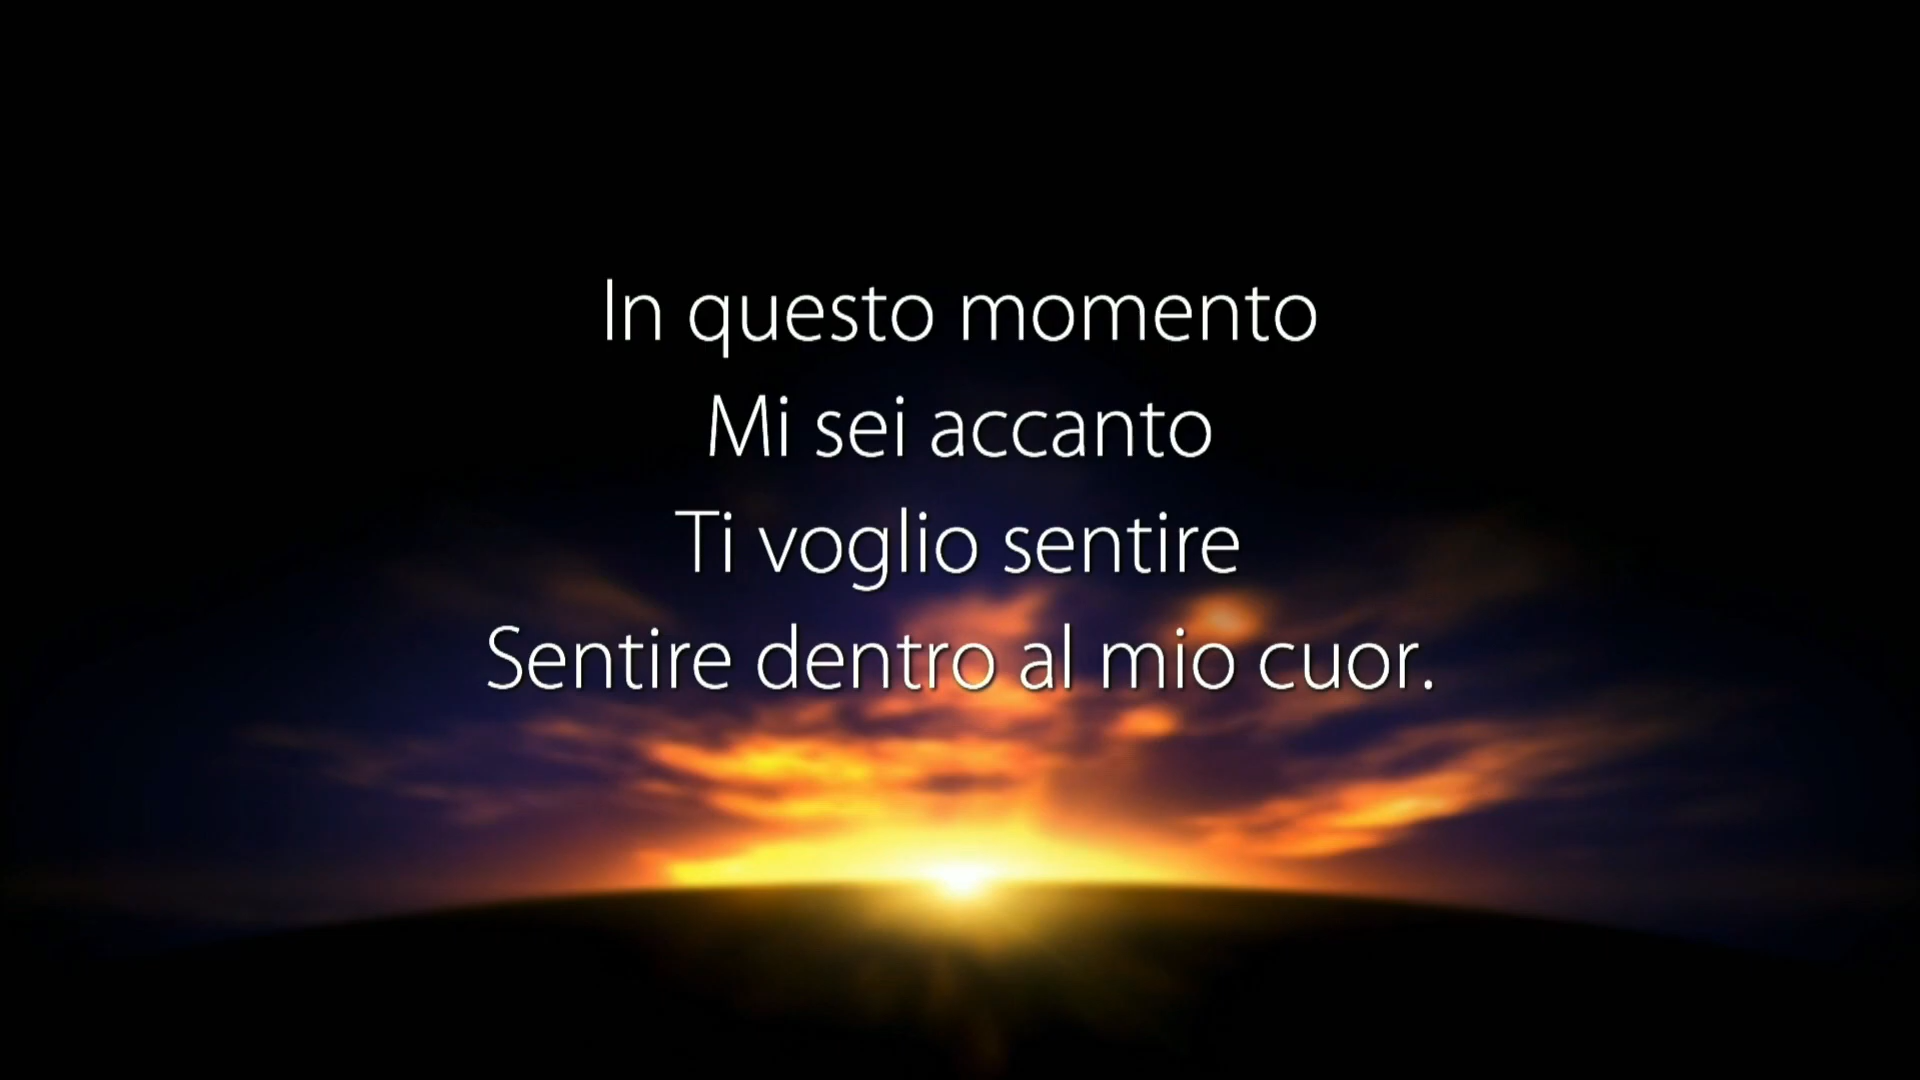 In questo momento
Mi sei accanto
Ti voglio sentire
Sentire dentro al mio cuor.